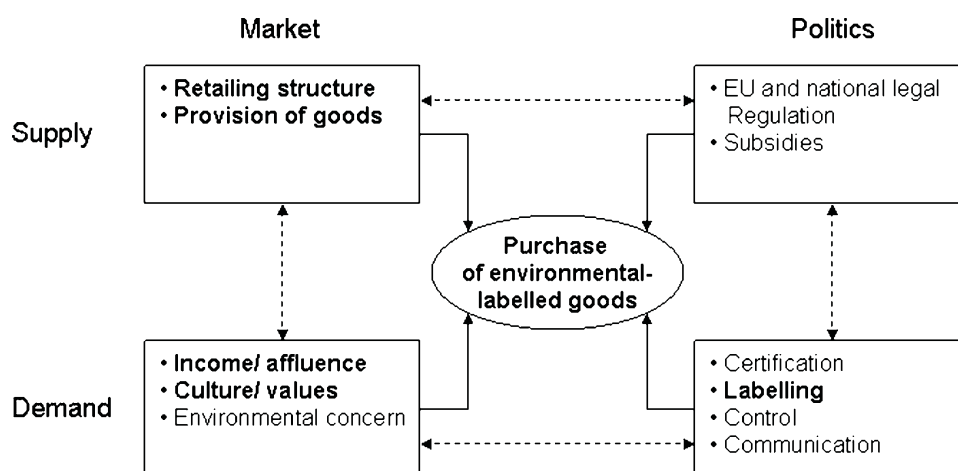 Market
Politics
Supply
• Retailing structure
• Provision of goods
• EU and national legal
Regulation
• Subsidies
Purchase
of environmental-
labelled goods
Demand
• Income/ affluence
• Culture/ values
• Environmental concern
• Certification
• Labelling
• Control
• Communication